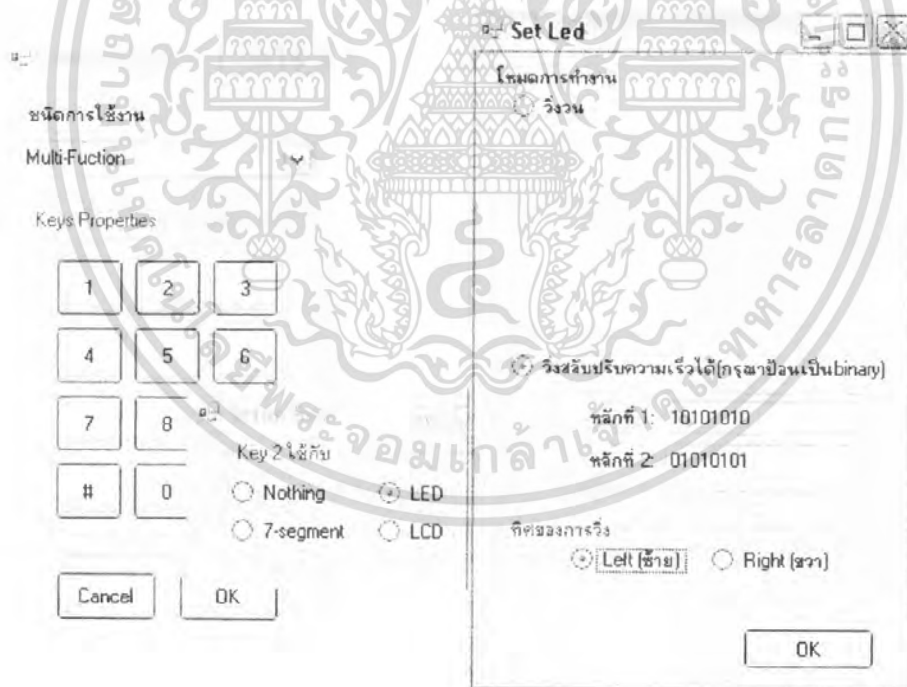 ชนิดการใช้งาน
Multi-Fuction
Keys Properties
1 2 3
4 5 6
7 8
# 0
Cancel OK
Key 2 ใช้กับ
Nothing LED
7-segment LCD
Set Led
โหมดการทำงาน
วิ่งวน
วิ่งสลับปรับความเร็วได้(กรุณาป้อนเป็นbinary)
หลักที่ 1: 10101010
หลักที่ 2: 01010101
ทิศของการวิ่ง
Left (ซ้าย) Right (ขวา)
OK